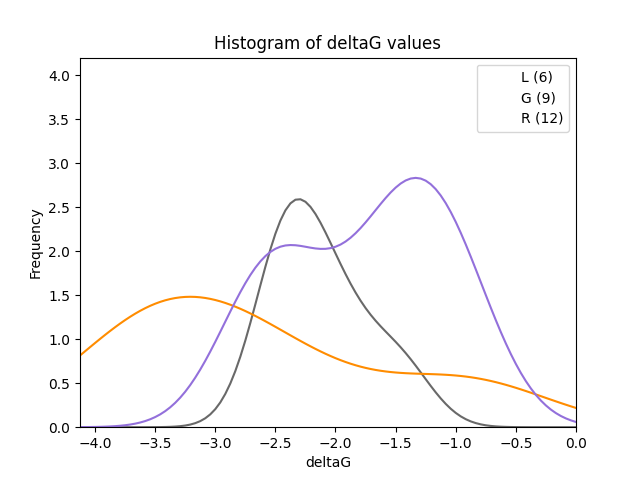 Histogram of deltaG values
L (6)
G (9)
R (12)
Frequency
4.0
3.5
3.0
2.5
2.0
1.5
1.0
0.5
0.0
−4.0 −3.5 −3.0 −2.5 −2.0 −1.5 −1.0 −0.5 0.0
deltaG